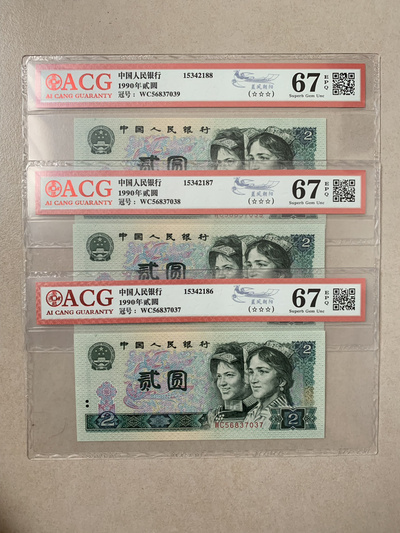 ACG
AI CANG GUARANTY
中国人民银行 15342188
1990年贰圆
冠号: WC56837039
(☆☆☆)
67 EPQ
Superb Gem Unc
中国人民银行
贰圆
2
ACG
AI CANG GUARANTY
中国人民银行 15342187
1990年贰圆
冠号: WC56837038
(☆☆☆)
67 EPQ
Superb Gem Unc
中国人民银行
贰圆
2
ACG
AI CANG GUARANTY
中国人民银行 15342186
1990年贰圆
冠号: WC56837037
(☆☆☆)
67 EPQ
Superb Gem Unc
中国人民银行
贰圆
WC56837037
2
2